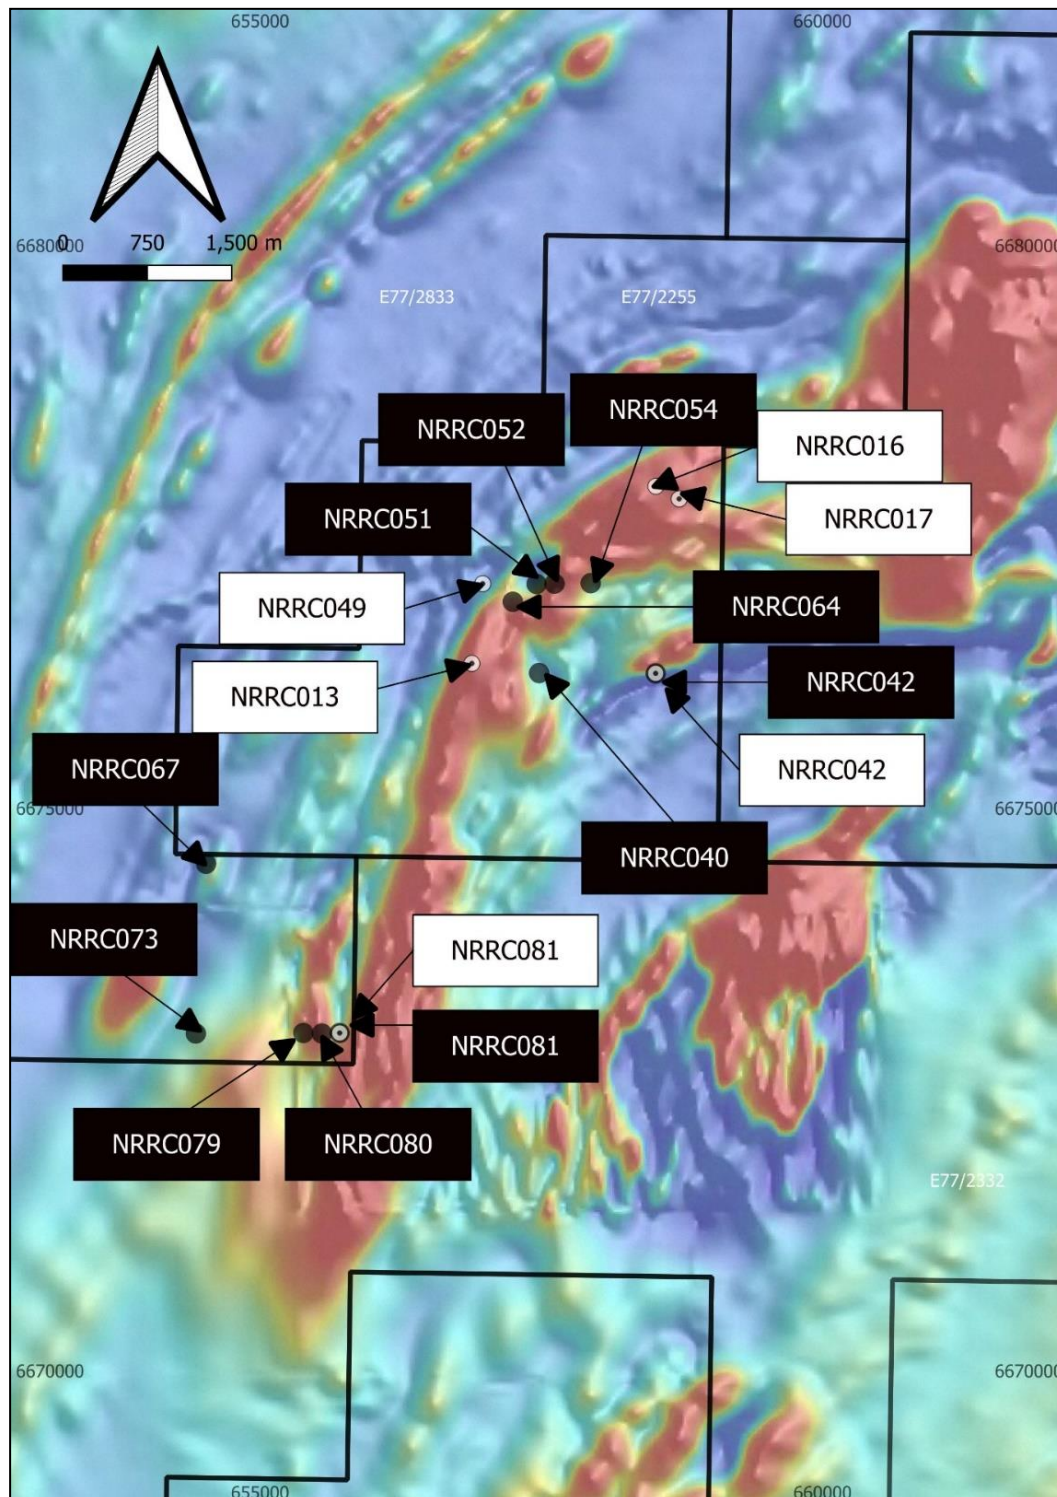 655000
660000
0 750 1,500 m
6680000
6680000
E77/2833
E77/2255
NRRC054
NRRC052
NRRC016
NRRC051
NRRC017
NRRC049
NRRC064
NRRC013
NRRC042
NRRC067
NRRC042
6675000
6675000
NRRC040
NRRC073
NRRC081
NRRC081
NRRC079
NRRC080
E77/2332
6670000
6670000
655000
660000